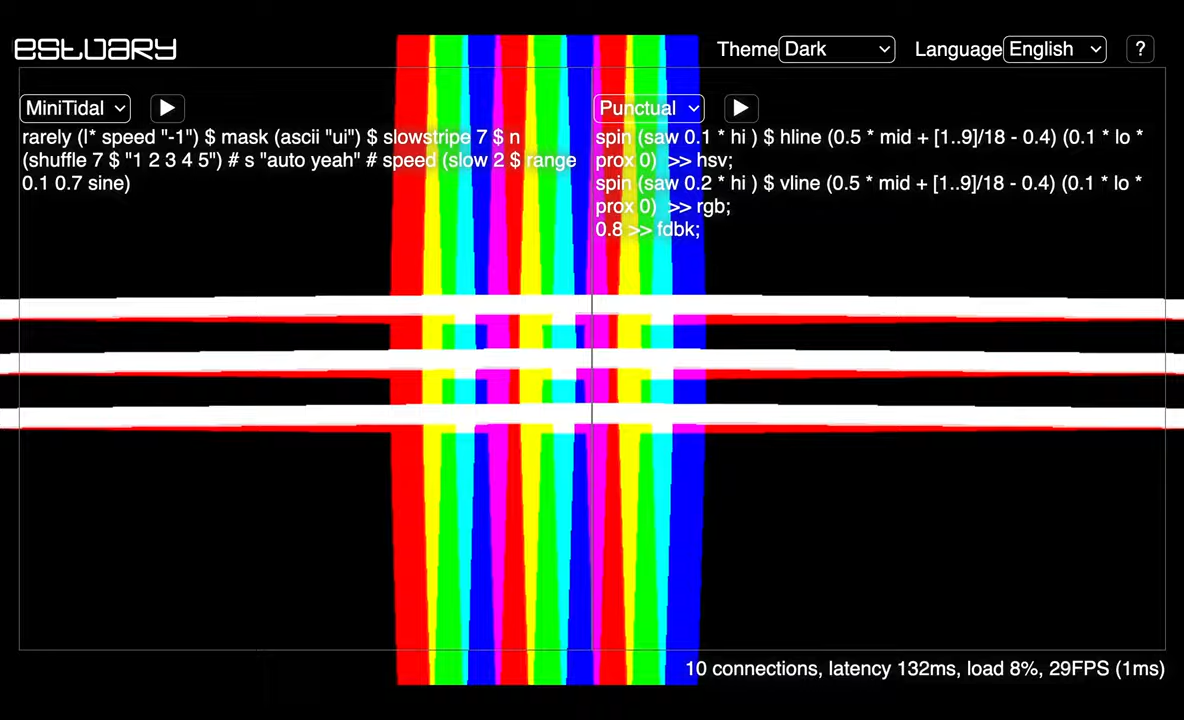 estuary
Theme Dark Language English ?
MiniTidal
rarely (l* speed "-1") $ mask (ascii "ui") $ slowstripe 7 $ n
(shuffle 7 $ "1 2 3 4 5") # s "auto yeah" # speed (slow 2 $ range
0.1 0.7 sine)
Punctual
spin (saw 0.1 * hi ) $ hline (0.5 * mid + [1..9]/18 - 0.4) (0.1 * lo *
prox 0)  >> hsv;
spin (saw 0.2 * hi ) $ vline (0.5 * mid + [1..9]/18 - 0.4) (0.1 * lo *
prox 0)  >> rgb;
0.8 >> fdbk;
10 connections, latency 132ms, load 8%, 29FPS (1ms)